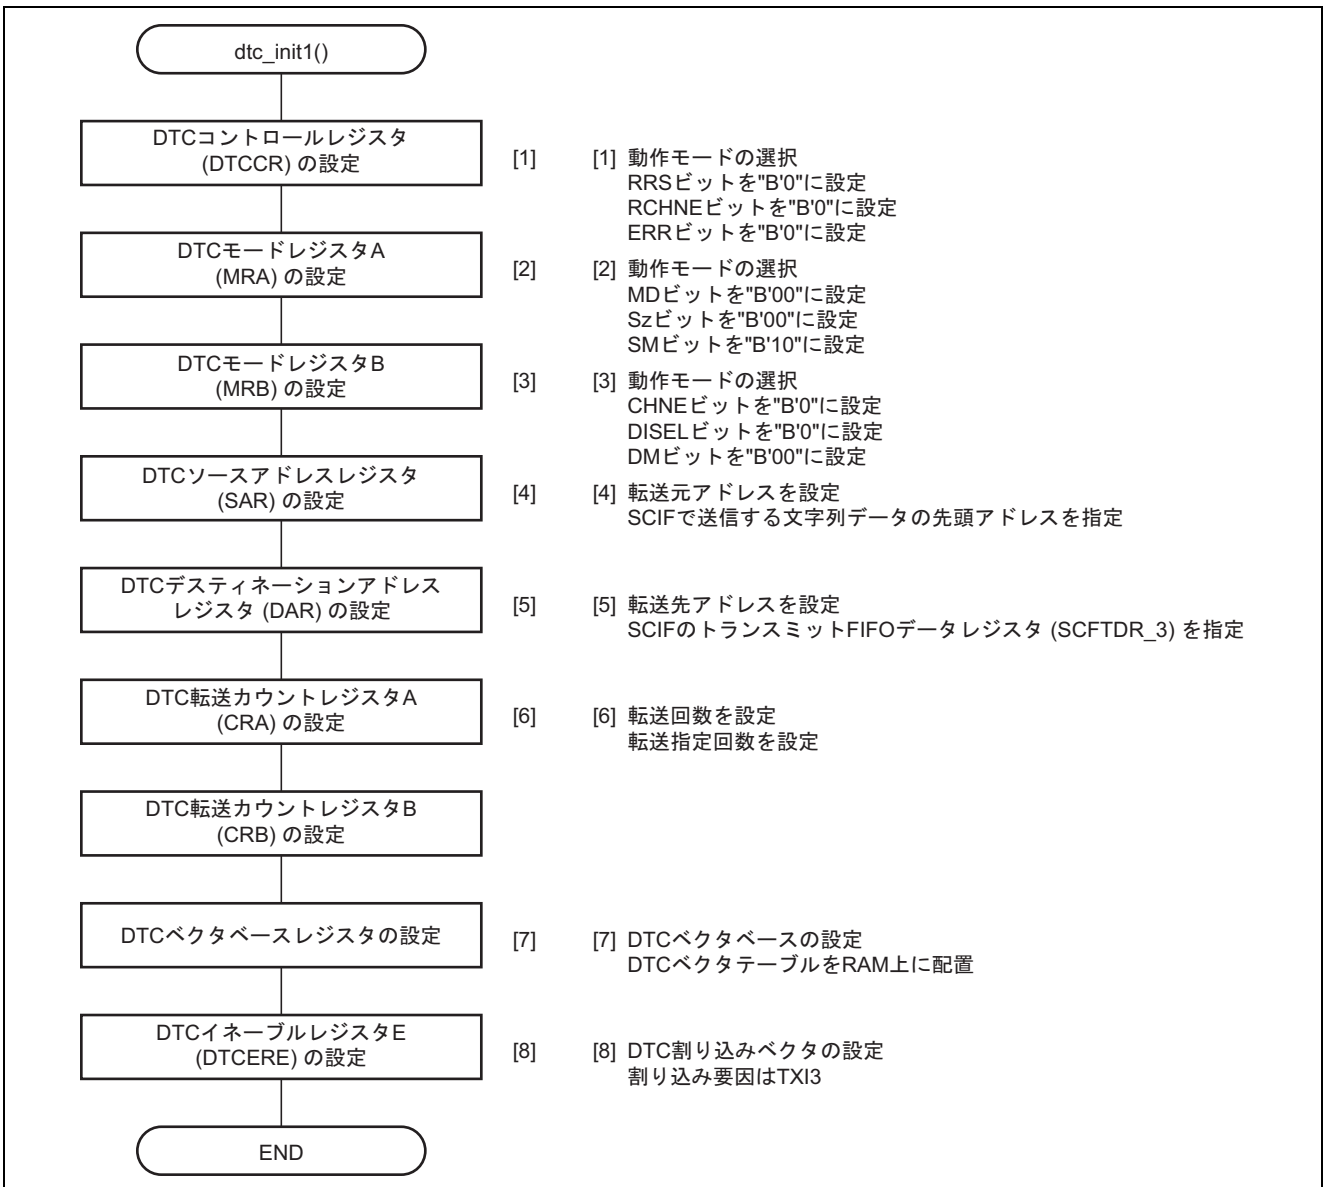 dtc_init1()
DTCコントロールレジスタ
(DTCCR) の設定
[1]
[1] 動作モードの選択
RRSビットを"B'0"に設定
RCHNEビットを"B'0"に設定
ERRビットを"B'0"に設定
DTCモードレジスタA
(MRA) の設定
[2]
[2] 動作モードの選択
MDビットを"B'00"に設定
Szビットを"B'00"に設定
SMビットを"B'10"に設定
DTCモードレジスタB
(MRB) の設定
[3]
[3] 動作モードの選択
CHNEビットを"B'0"に設定
DISELビットを"B'0"に設定
DMビットを"B'00"に設定
DTCソースアドレスレジスタ
(SAR) の設定
[4]
[4] 転送元アドレスを設定
SCIFで送信する文字列データの先頭アドレスを指定
DTCデスティネーションアドレス
レジスタ (DAR) の設定
[5]
[5] 転送先アドレスを設定
SCIFのトランスミットFIFOデータレジスタ (SCFTDR_3) を指定
DTC転送カウントレジスタA
(CRA) の設定
[6]
[6] 転送回数を設定
転送指定回数を設定
DTC転送カウントレジスタB
(CRB) の設定
DTCベクタベースレジスタの設定
[7]
[7] DTCベクタベースの設定
DTCベクタテーブルをRAM上に配置
DTCイネーブルレジスタE
(DTCERE) の設定
[8]
[8] DTC割り込みベクタの設定
割り込み要因はTXI3
END